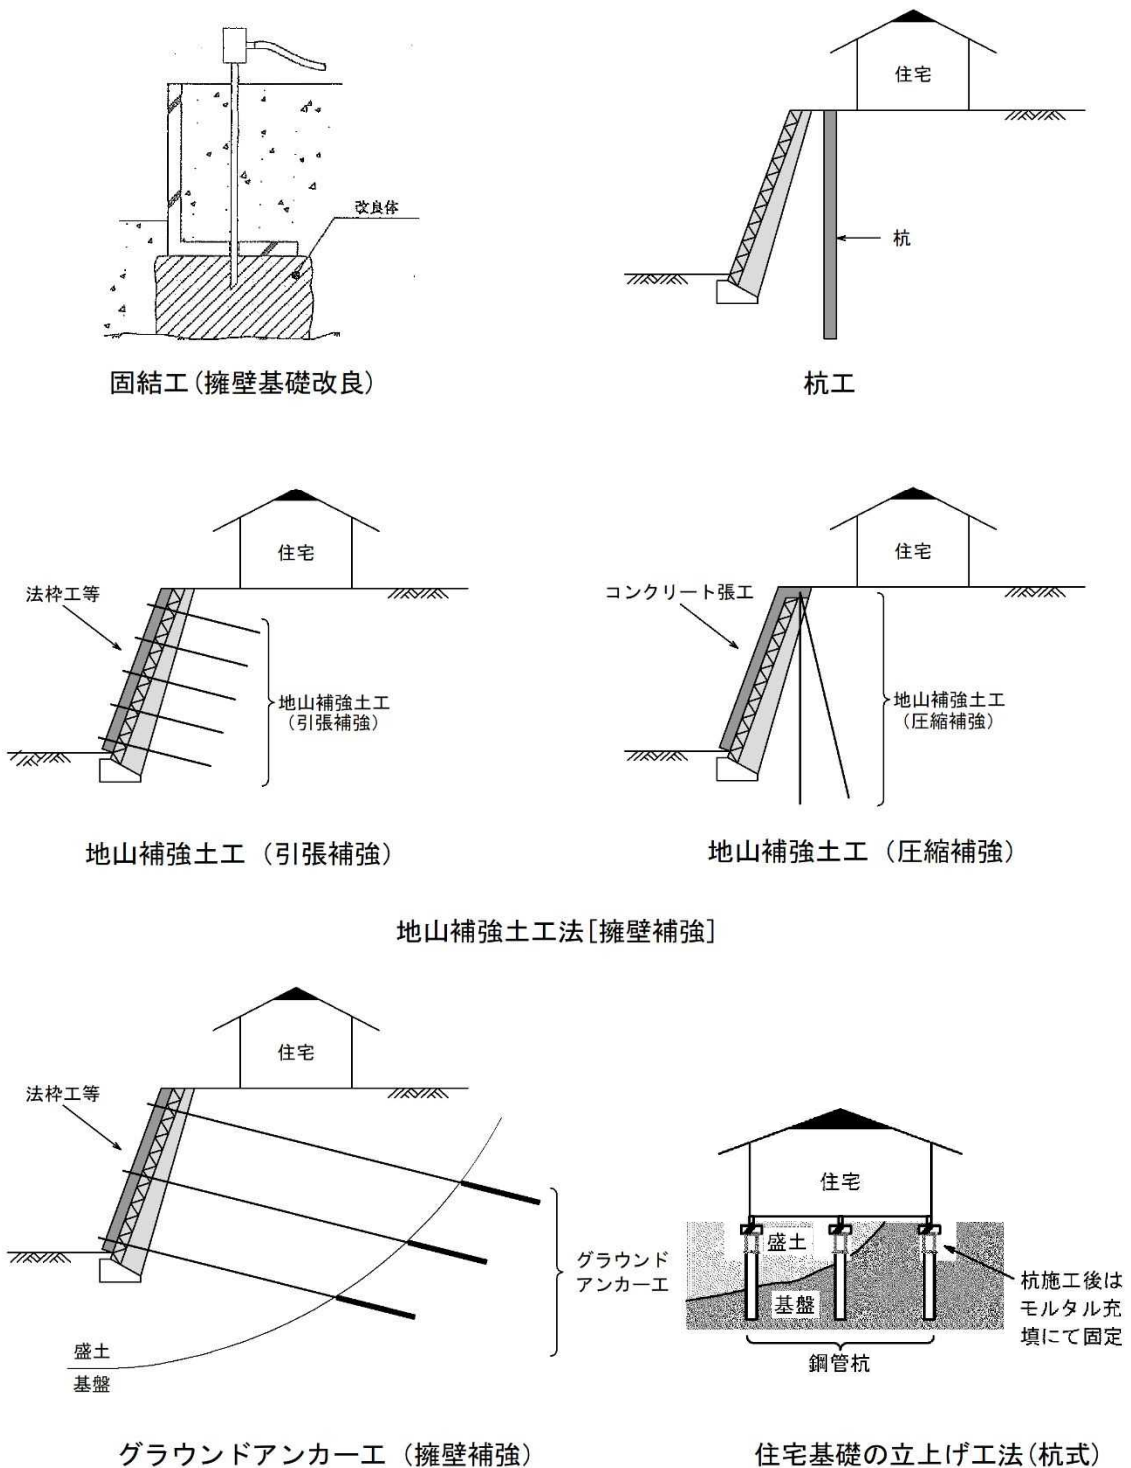 改良体
固結工(擁壁基礎改良)
住宅
杭
杭工
住宅
法枠工等
地山補強土工
(引張補強)
地山補強土工 (引張補強)
住宅
コンクリート張工
地山補強土工
(圧縮補強)
地山補強土工 (圧縮補強)
地山補強土工法[擁壁補強]
住宅
法枠工等
グラウンド
アンカー工
盛土
基盤
グラウンドアンカー工 (擁壁補強)
住宅
盛土
基盤
杭施工後は
モルタル充
填にて固定
鋼管杭
住宅基礎の立上げ工法(杭式)